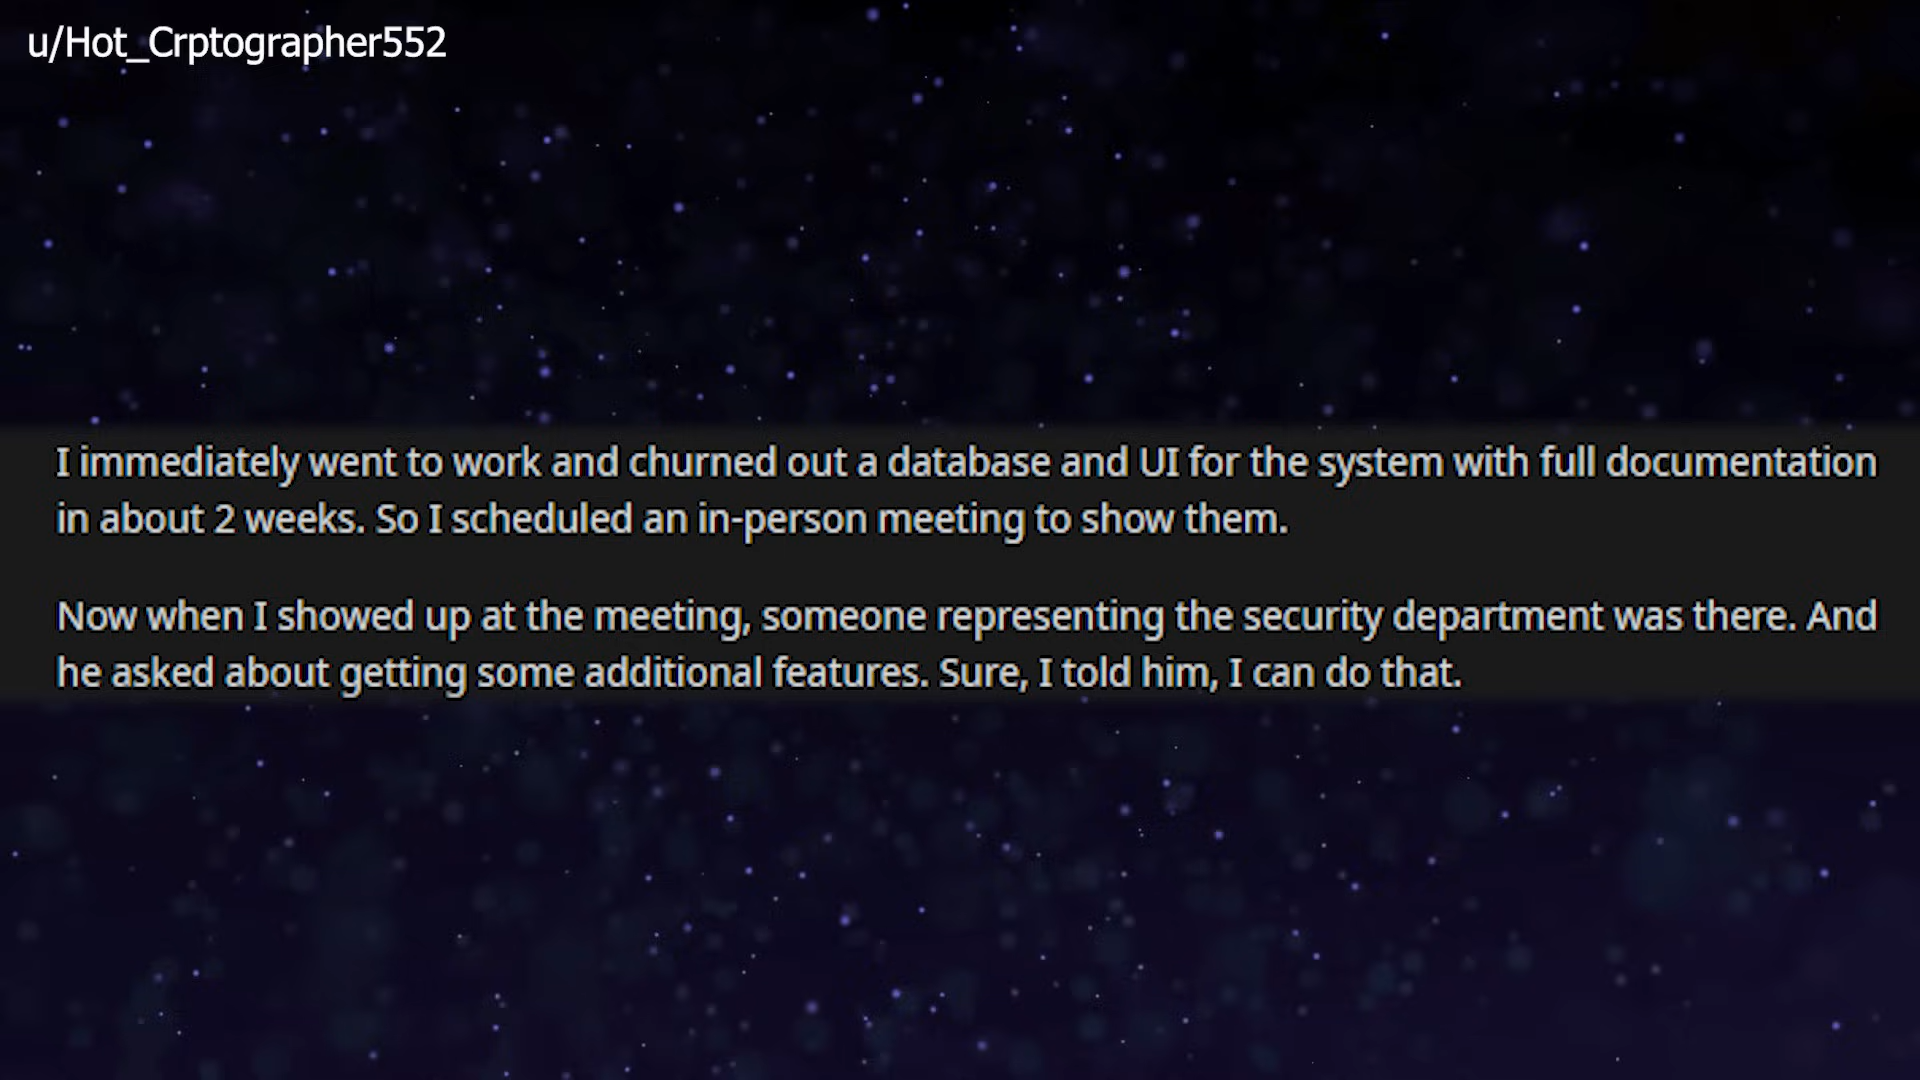 u/Hot_Crptographer552
I immediately went to work and churned out a database and UI for the system with full documentation
in about 2 weeks. So I scheduled an in-person meeting to show them.
Now when I showed up at the meeting, someone representing the security department was there. And
he asked about getting some additional features. Sure, I told him, I can do that.